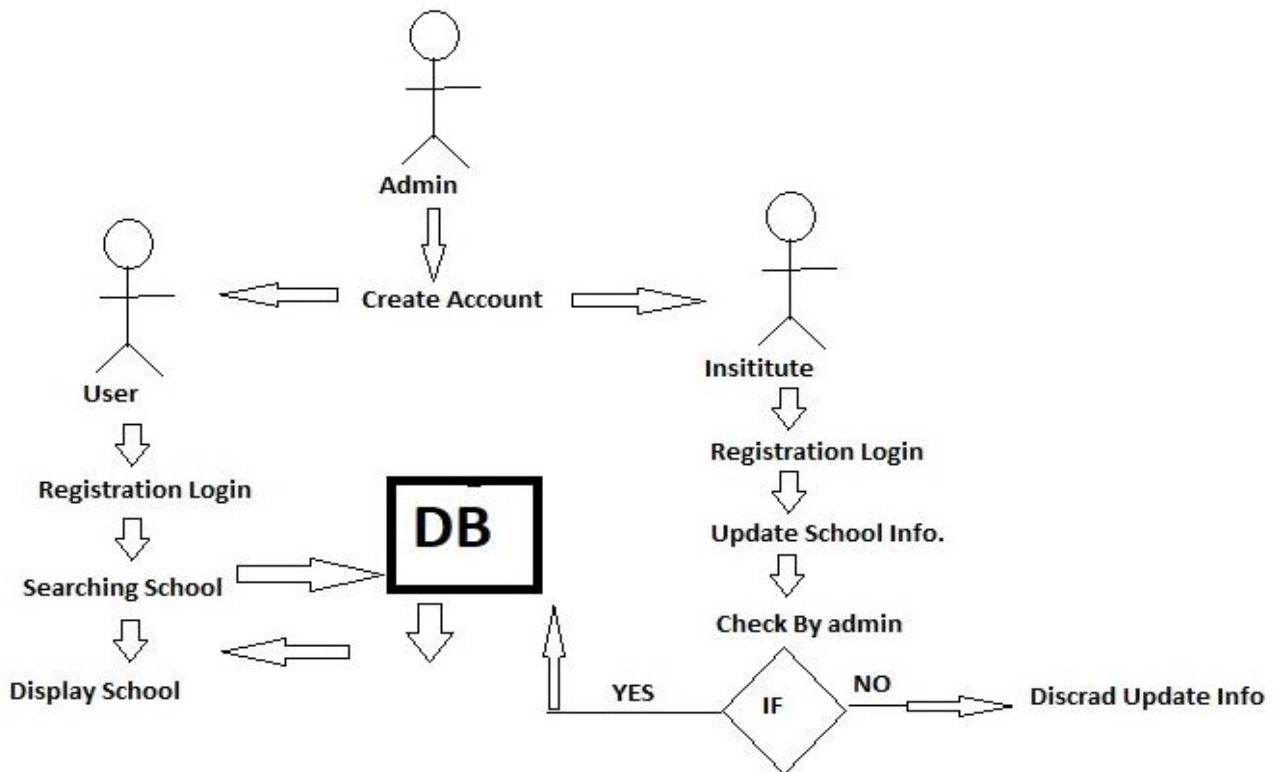 Admin
Create Account
User
Insititute
Registration Login
Registration Login
DB
Update School Info.
Searching School
Check By admin
Display School
YES
IF
NO
Discrad Update Info